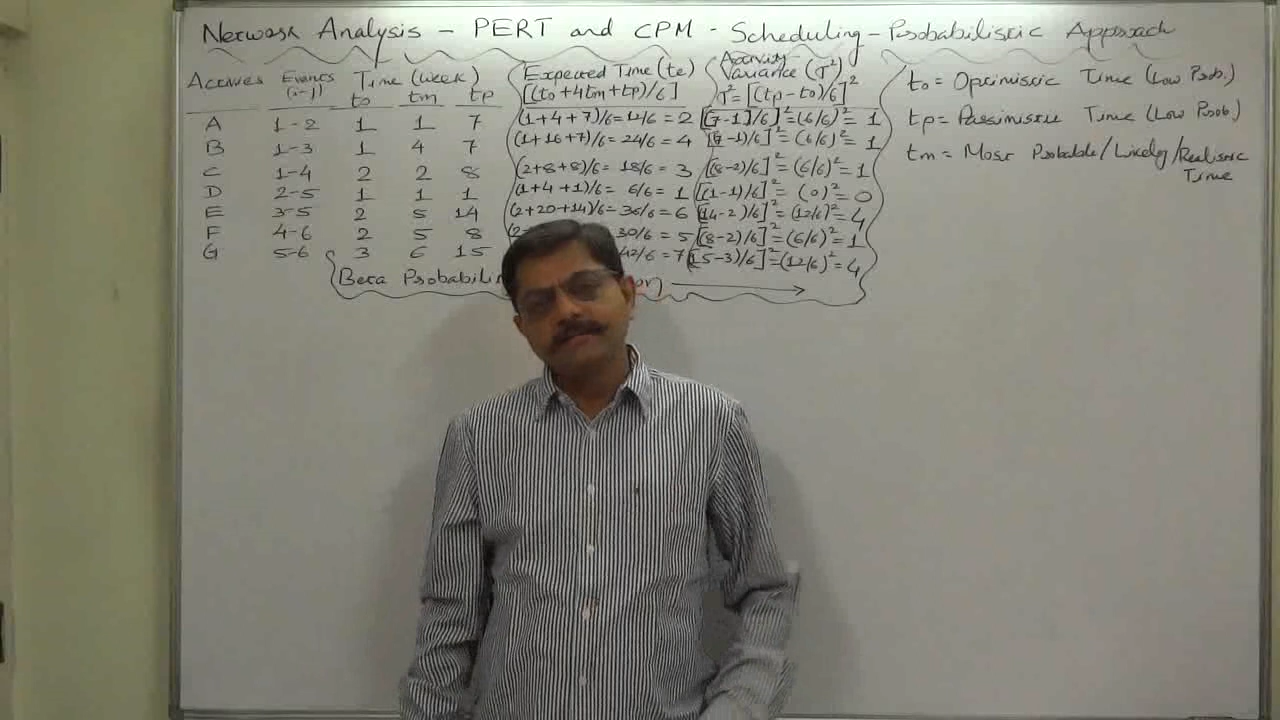 Network Analysis - PERT and CPM - Scheduling - Probabilistic Approach
Activies Events (i-j) Time (week) to tm tp Expected Time (te) [(to+4tm+tp)/6] Activity Variance (σ²) σ²=[(tp-to)/6]²
A 1-2 1 1 7 (1+4+7)/6=12/6=2 [(7-1)/6]²=(6/6)²=1
B 1-3 1 4 7 (1+16+7)/6=24/6=4 [(7-1)/6]²=(6/6)²=1
C 1-4 2 2 8 (2+8+8)/6=18/6=3 [(8-2)/6]²=(6/6)²=1
D 2-5 1 1 1 (1+4+1)/6=6/6=1 [(1-1)/6]²=(0)²=0
E 3-5 2 5 14 (2+20+14)/6=36/6=6 [(14-2)/6]²=(12/6)²=4
F 4-6 2 5 8 (2 30/6=5 [(8-2)/6]²=(6/6)²=1
G 5-6 3 6 15 42/6=7 [(15-3)/6]²=(12/6)²=4
Beta
to = Optimistic Time (Low Prob.)
tp = Passimistic Time (Low Prob.)
tm = Most Probable/Likely/Realistic
Time